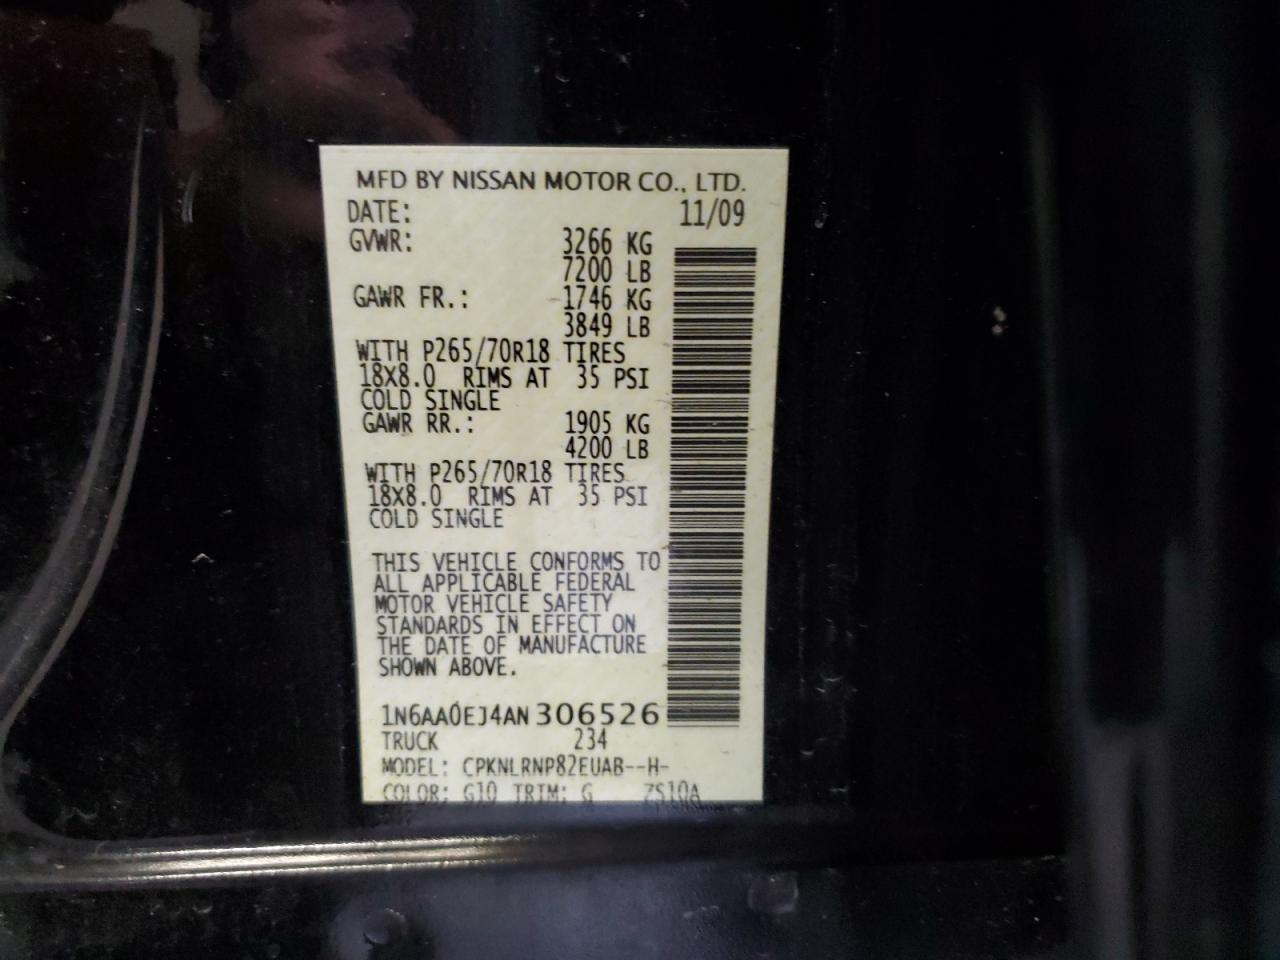 MFD BY NISSAN MOTOR CO., LTD.
DATE: 11/09
GVWR: 3266 KG
7200 LB
GAWR FR.: 1746 KG
3849 LB
WITH P265/70R18 TIRES
18X8.0 RIMS AT 35 PSI
COLD SINGLE
GAWR RR.: 1905 KG
4200 LB
WITH P265/70R18 TIRES
18X8.0 RIMS AT 35 PSI
COLD SINGLE
THIS VEHICLE CONFORMS TO
ALL APPLICABLE FEDERAL
MOTOR VEHICLE SAFETY
STANDARDS IN EFFECT ON
THE DATE OF MANUFACTURE
SHOWN ABOVE.
1N6AA0EJ4AN306526
TRUCK 234
MODEL: CPKNLRNP82EUAB--H-
COLOR: G10 TRIM: G ZS10A